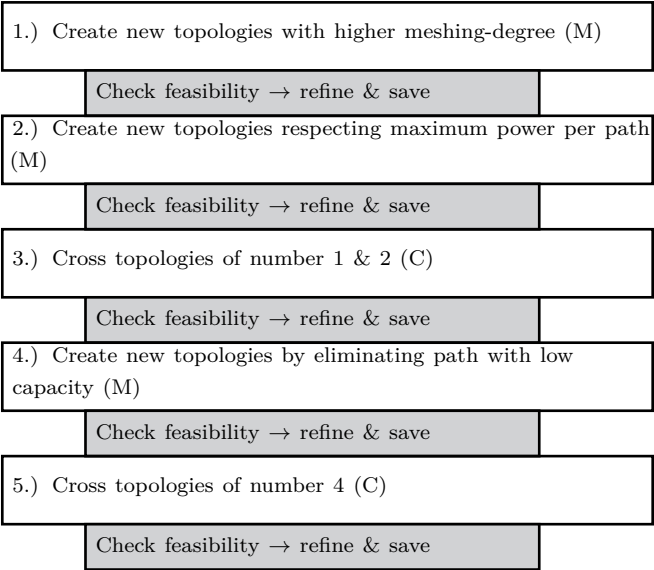 1.) Create new topologies with higher meshing-degree (M)
Check feasibility → refine & save
2.) Create new topologies respecting maximum power per path
(M)
Check feasibility → refine & save
3.) Cross topologies of number 1 & 2 (C)
Check feasibility → refine & save
4.) Create new topologies by eliminating path with low
capacity (M)
Check feasibility → refine & save
5.) Cross topologies of number 4 (C)
Check feasibility → refine & save